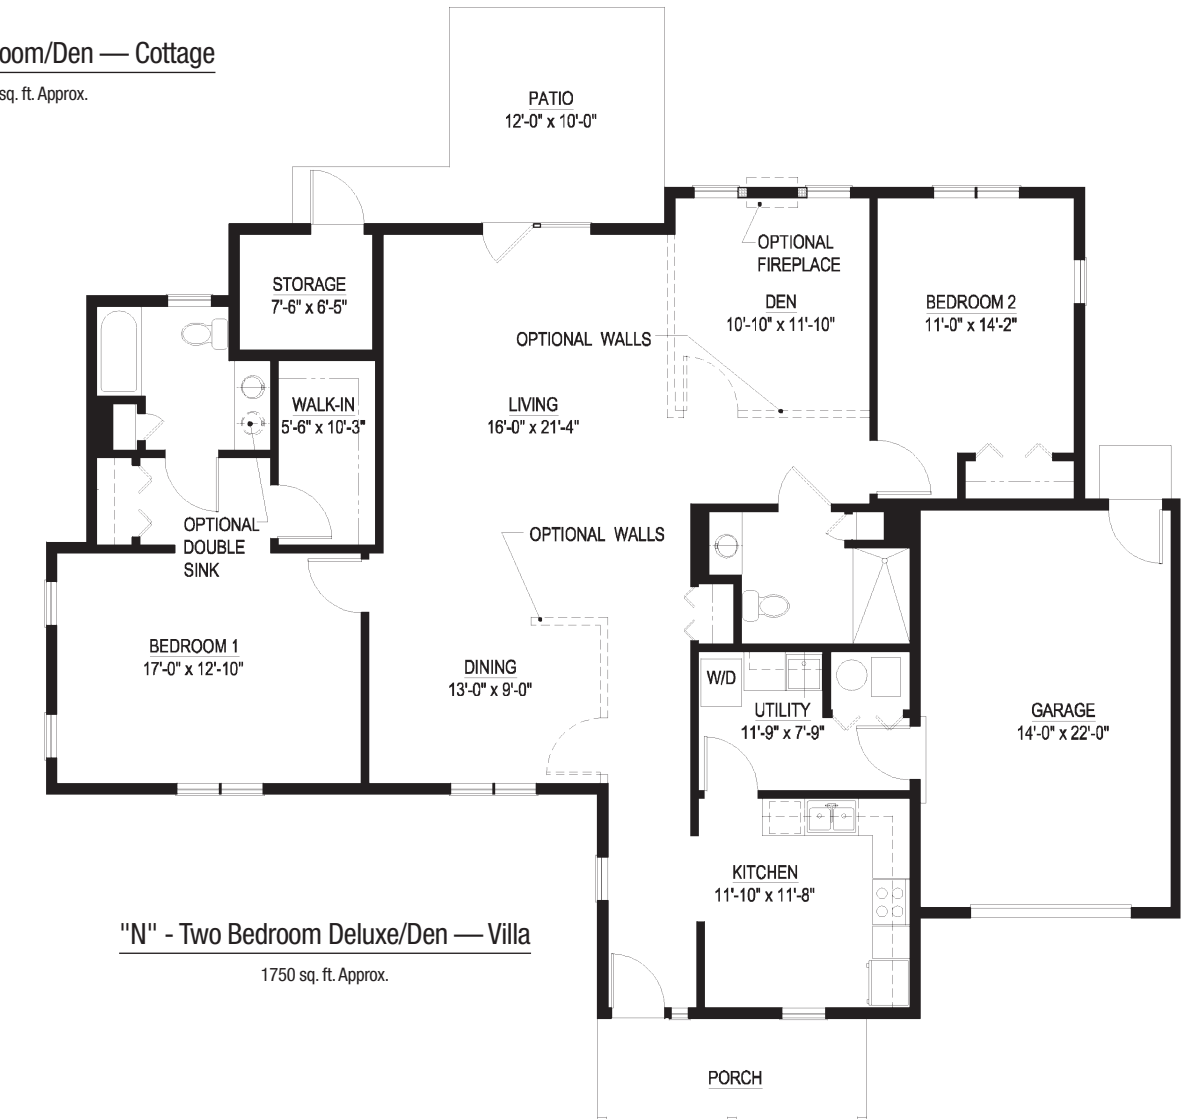 oom/Den — Cottage
sq. ft. Approx.
PATIO
12'-0" x 10'-0"
OPTIONAL
FIREPLACE
STORAGE
7'-6" x 6'-5"
DEN
10'-10" x 11'-10"
BEDROOM 2
11'-0" x 14'-2"
OPTIONAL WALLS
WALK-IN
5'-6" x 10'-3"
LIVING
16'-0" x 21'-4"
OPTIONAL
DOUBLE
SINK
OPTIONAL WALLS
BEDROOM 1
17'-0" x 12'-10"
DINING
13'-0" x 9'-0"
W/D
UTILITY
11'-9" x 7'-9"
GARAGE
14'-0" x 22'-0"
KITCHEN
11'-10" x 11'-8"
"N" - Two Bedroom Deluxe/Den — Villa
1750 sq. ft. Approx.
PORCH